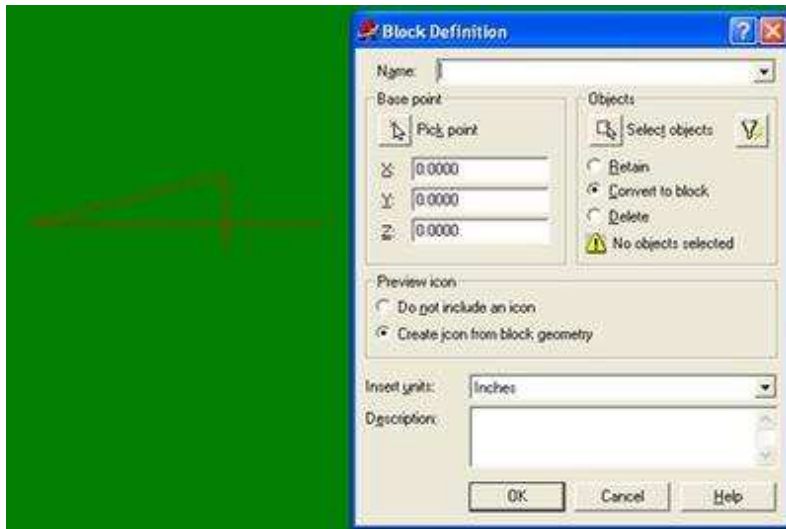 Block Definition
Name:
Base point
Pick point
X: 0.0000
Y: 0.0000
Z: 0.0000
Objects
Select objects
Retain
Convert to block
Delete
No objects selected
Preview icon
Do not include an icon
Create icon from block geometry
Insert units: Inches
Description:
OK Cancel Help